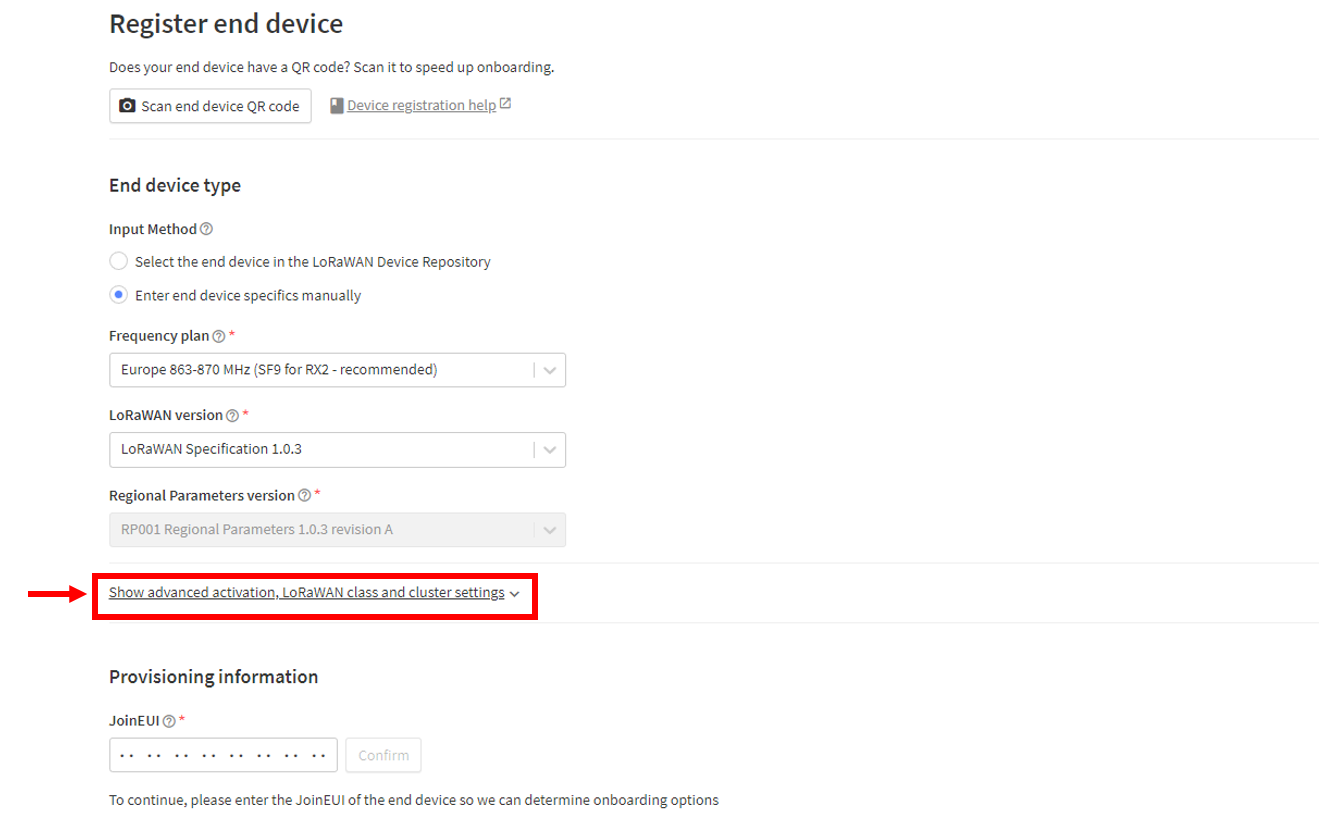 Register end device
Does your end device have a QR code? Scan it to speed up onboarding.
Scan end device QR code Device registration help
End device type
Input Method
Select the end device in the LoRaWAN Device Repository
Enter end device specifics manually
Frequency plan *
Europe 863-870 MHz (SF9 for RX2 - recommended)
LoRaWAN version *
LoRaWAN Specification 1.0.3
Regional Parameters version *
RP001 Regional Parameters 1.0.3 revision A
Show advanced activation, LoRaWAN class and cluster settings
Provisioning information
JoinEUI *
·· ·· ·· ·· ·· ·· ·· ·· Confirm
To continue, please enter the JoinEUI of the end device so we can determine onboarding options